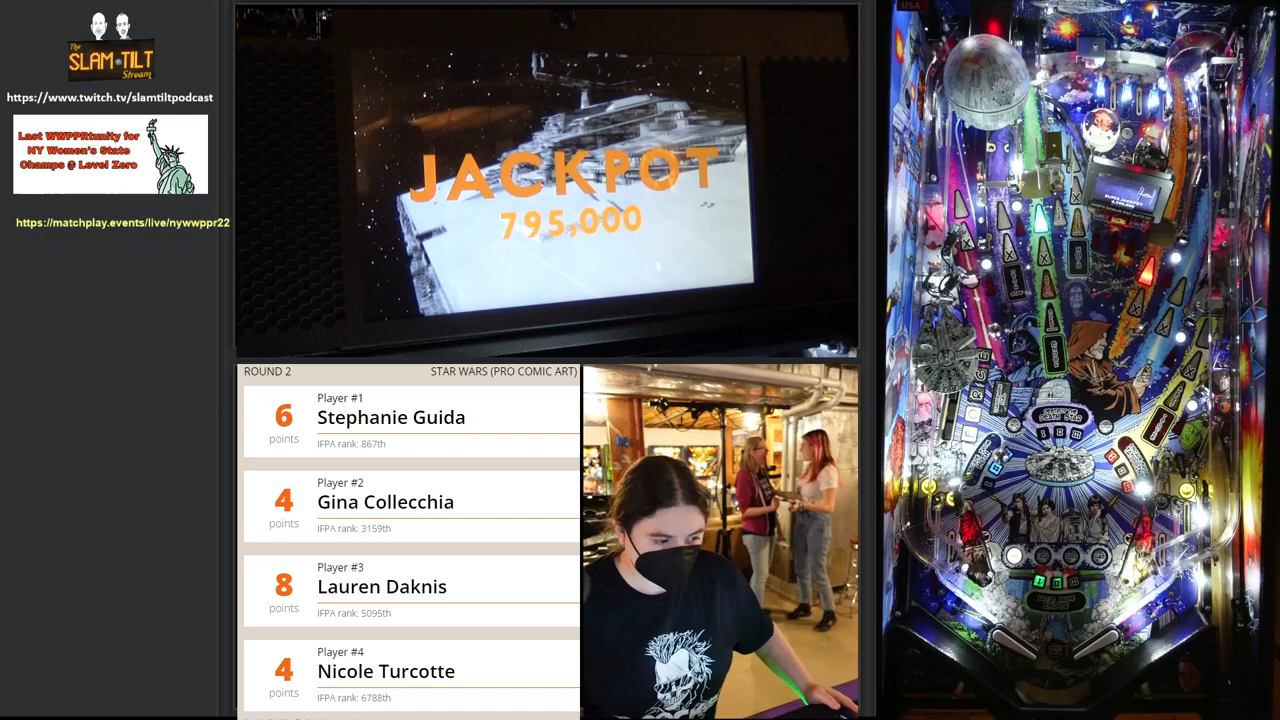 The
SLAM TILT
Stream
https://www.twitch.tv/slamtiltpodcast
Last WWPPRtunity for
NY Women's State
Champs @ Level Zero
https://matchplay.events/live/nywwppr22
JACKPOT
795,000
ROUND 2
STAR WARS (PRO COMIC ART)
6
points
Player #1
Stephanie Guida
IFPA rank: 867th
4
points
Player #2
Gina Collecchia
IFPA rank: 3159th
8
points
Player #3
Lauren Daknis
IFPA rank: 5095th
4
points
Player #4
Nicole Turcotte
IFPA rank: 6788th
USA
SUPER JACKPOT